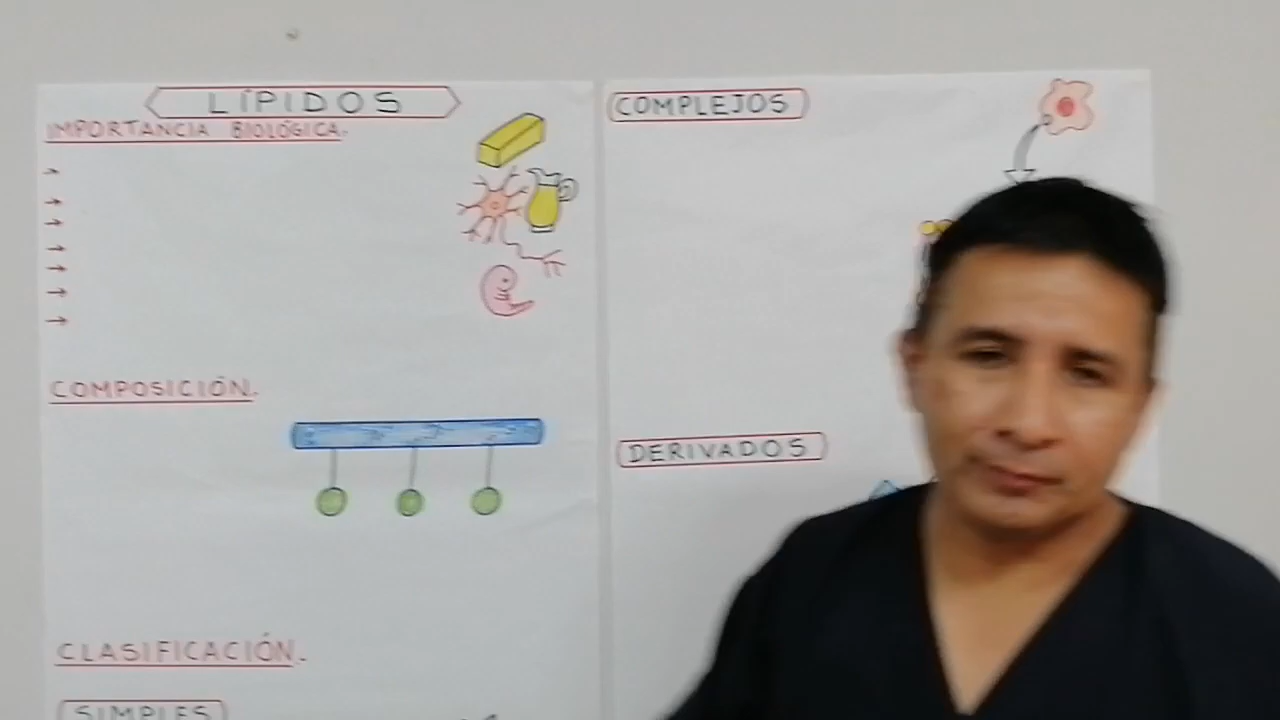 LÍPIDOS
IMPORTANCIA BIOLÓGICA.
COMPOSICIÓN.
CLASIFICACIÓN.
SIMPLES
COMPLEJOS
DERIVADOS